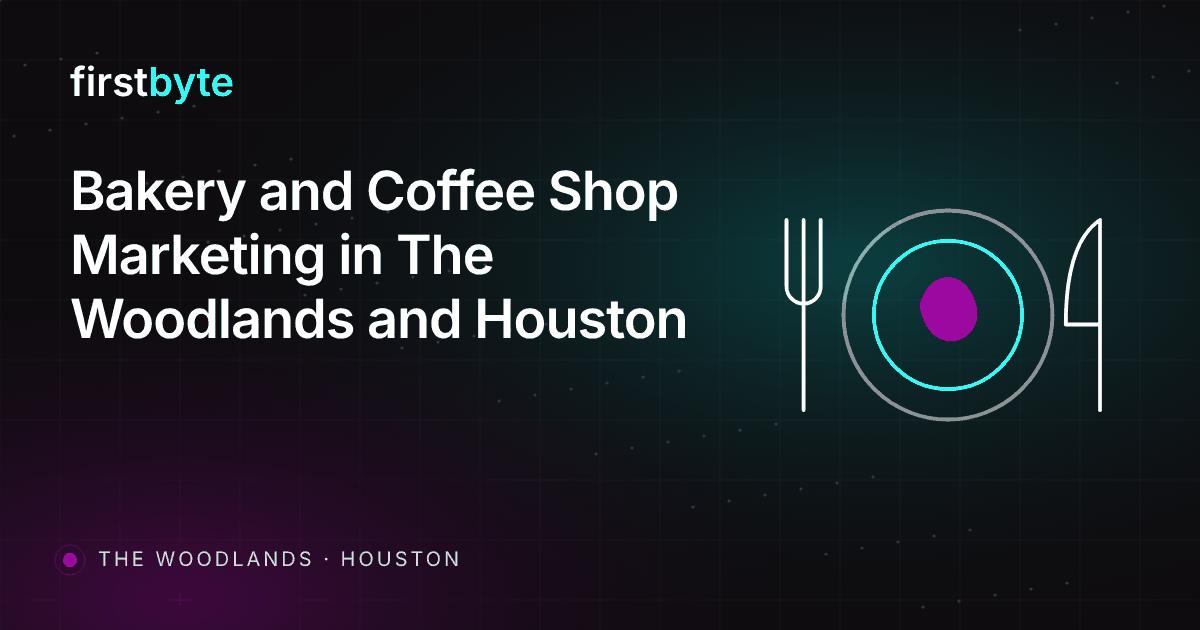 firstbyte
Bakery and Coffee Shop
Marketing in The
Woodlands and Houston
THE WOODLANDS · HOUSTON